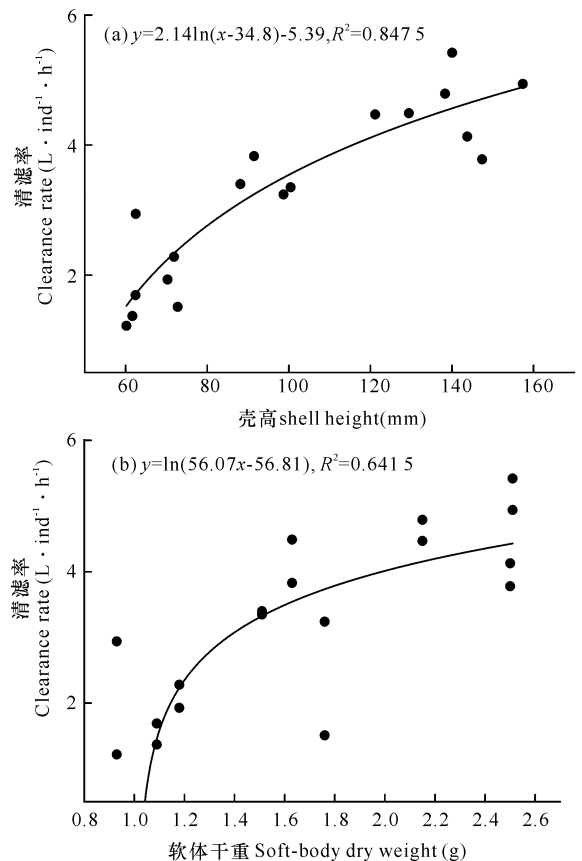 (a) y=2.14ln(x-34.8)-5.39,R²=0.847 5
清滤率
Clearance rate (L · ind⁻¹ · h⁻¹)
6
4
2
60 80 100 120 140 160
壳高shell height(mm)
(b) y=ln(56.07x-56.81), R²=0.641 5
清滤率
Clearance rate (L · ind⁻¹ · h⁻¹)
6
4
2
0.8 1.0 1.2 1.4 1.6 1.8 2.0 2.2 2.4 2.6
软体干重 Soft-body dry weight (g)